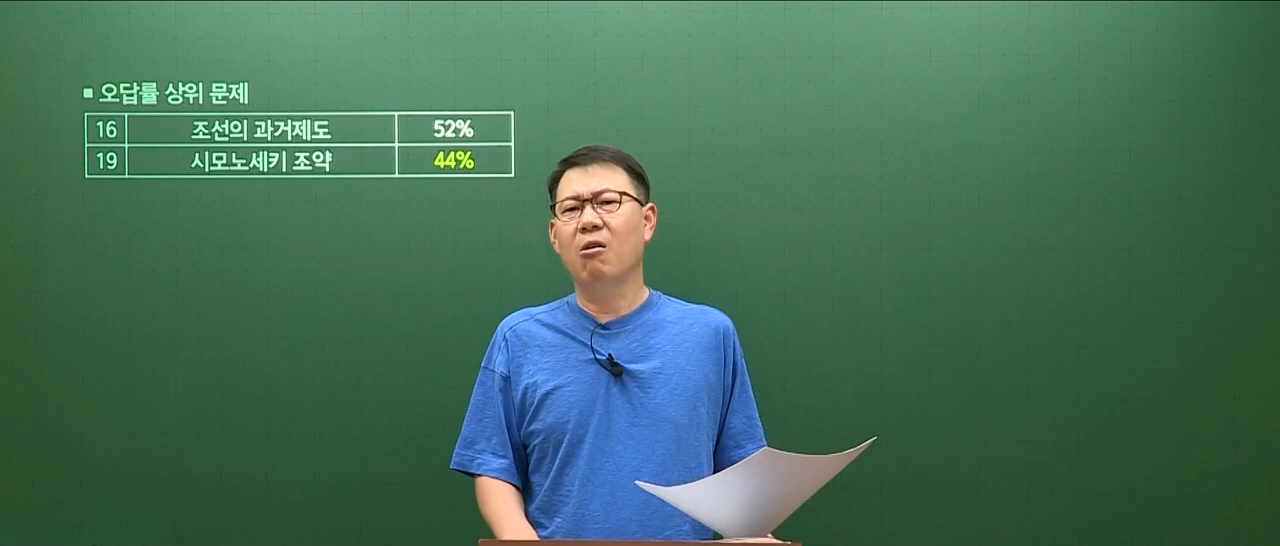 ■ 오답률 상위 문제
16 조선의 과거제도 52%
19 시모노세키 조약 44%